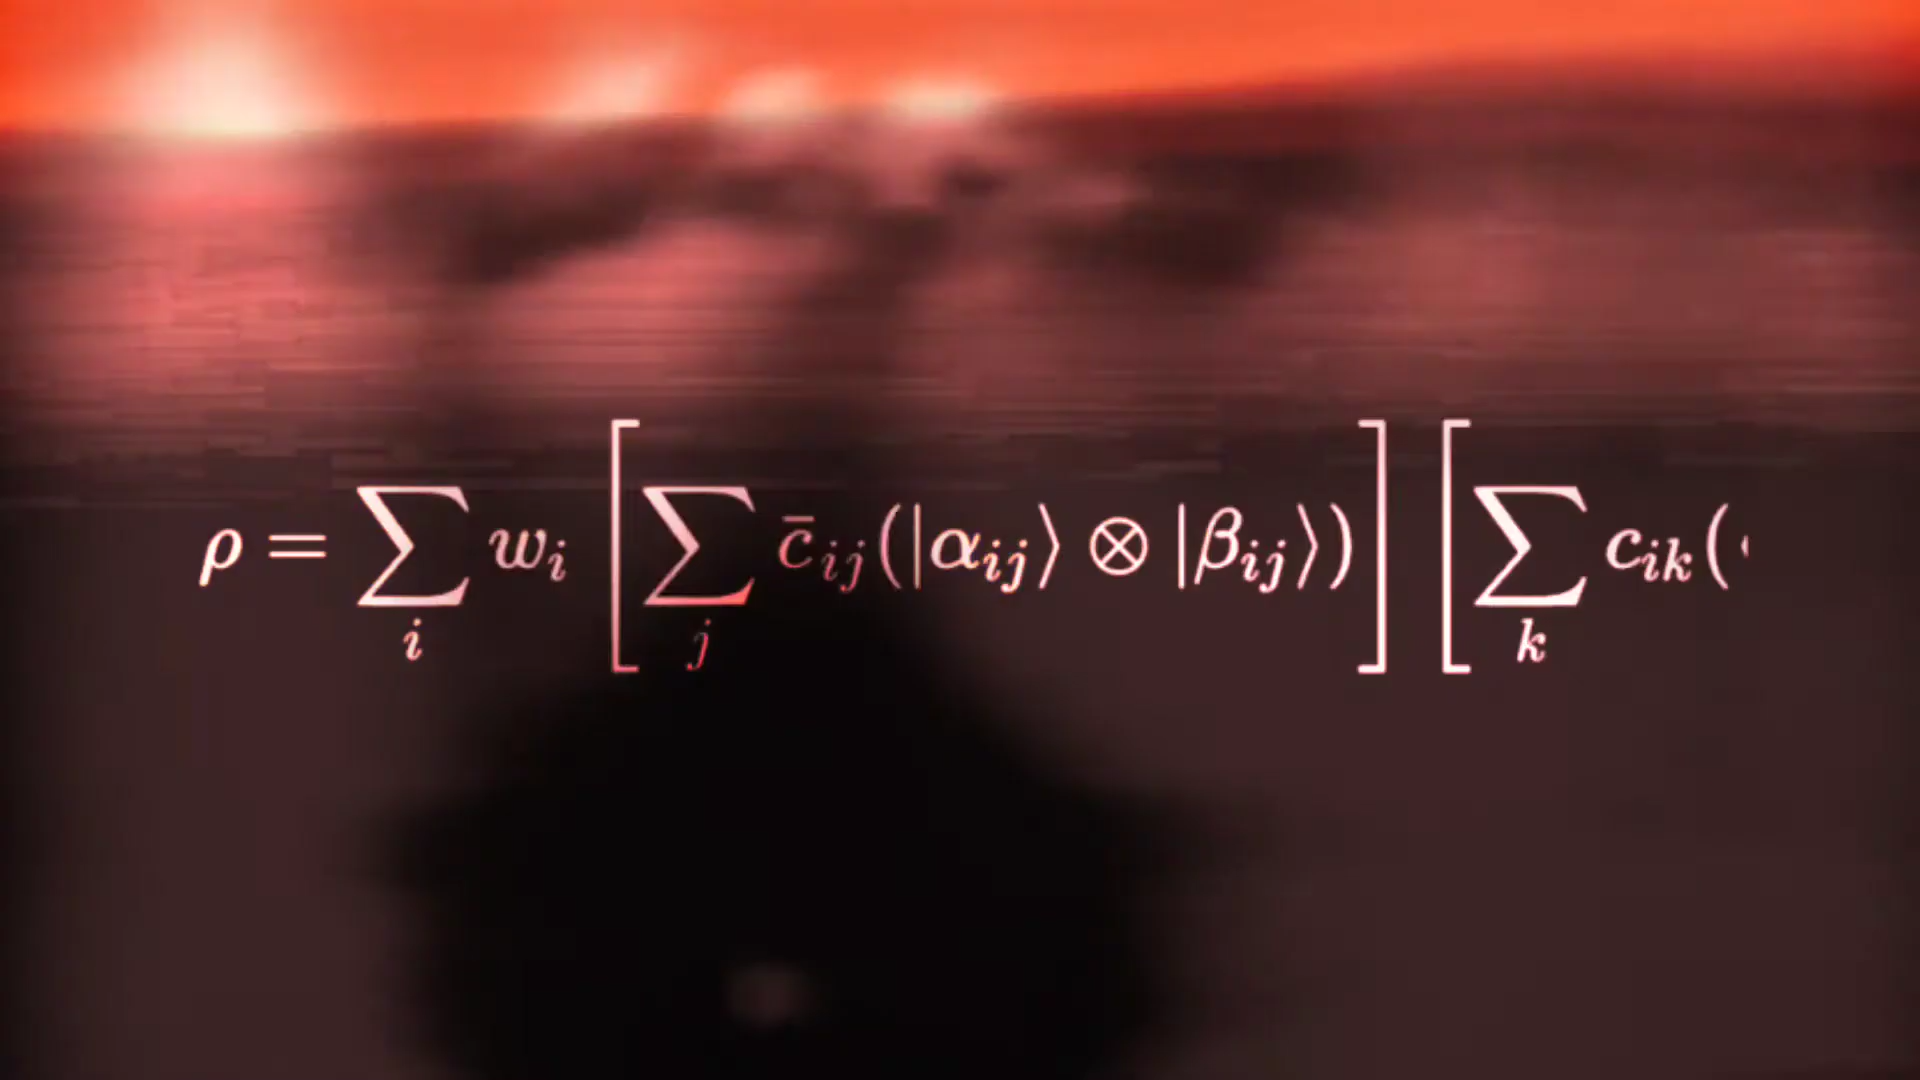 ρ = ∑_i w_i [∑_j c̄_ij(|α_ij⟩ ⊗ |β_ij⟩)] [∑_k c_ik(